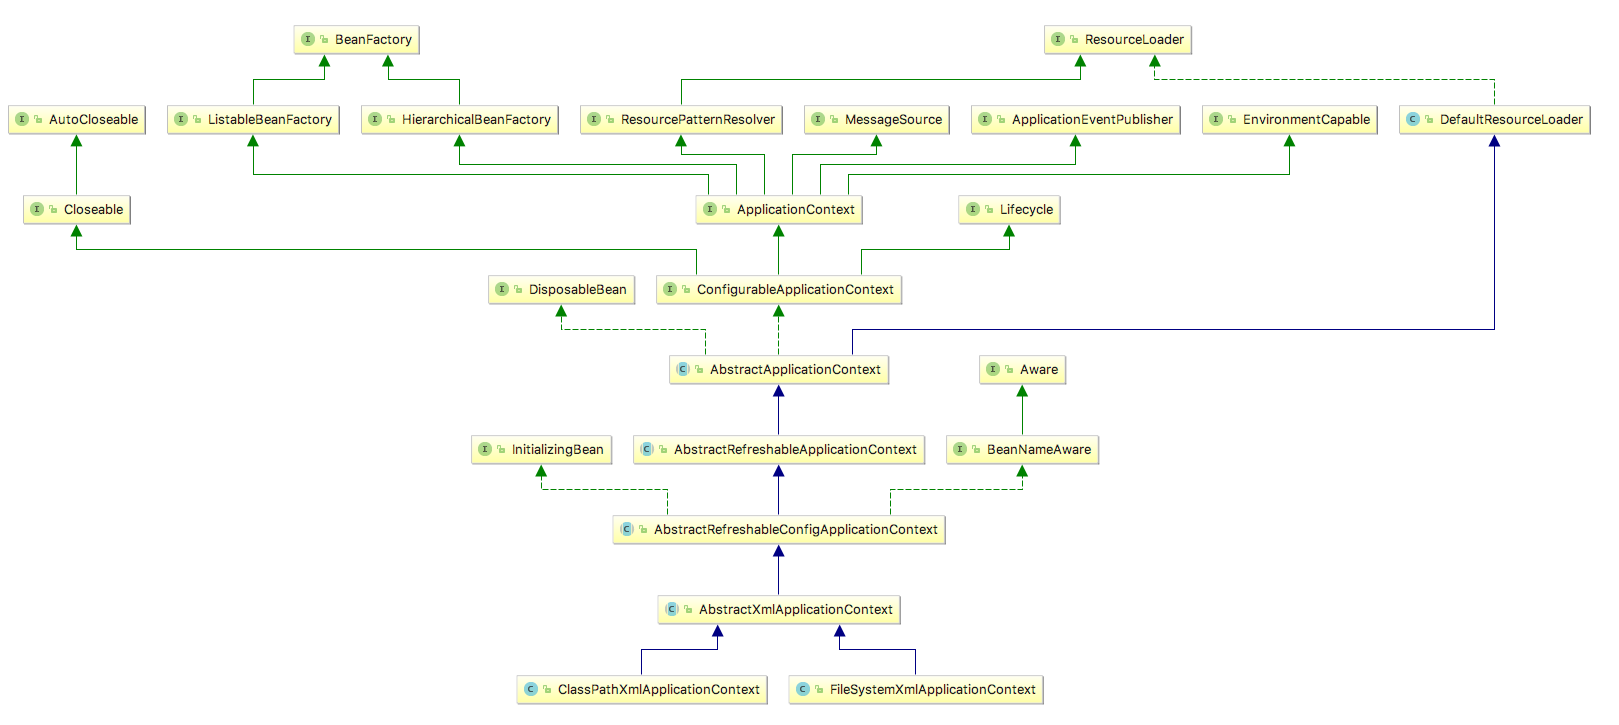 I BeanFactory
I ResourceLoader
I AutoCloseable
I ListableBeanFactory
I HierarchicalBeanFactory
I ResourcePatternResolver
I MessageSource
I ApplicationEventPublisher
I EnvironmentCapable
C DefaultResourceLoader
I Closeable
I ApplicationContext
I Lifecycle
I DisposableBean
I ConfigurableApplicationContext
C AbstractApplicationContext
I Aware
I InitializingBean
C AbstractRefreshableApplicationContext
I BeanNameAware
C AbstractRefreshableConfigApplicationContext
C AbstractXmlApplicationContext
C ClassPathXmlApplicationContext
C FileSystemXmlApplicationContext